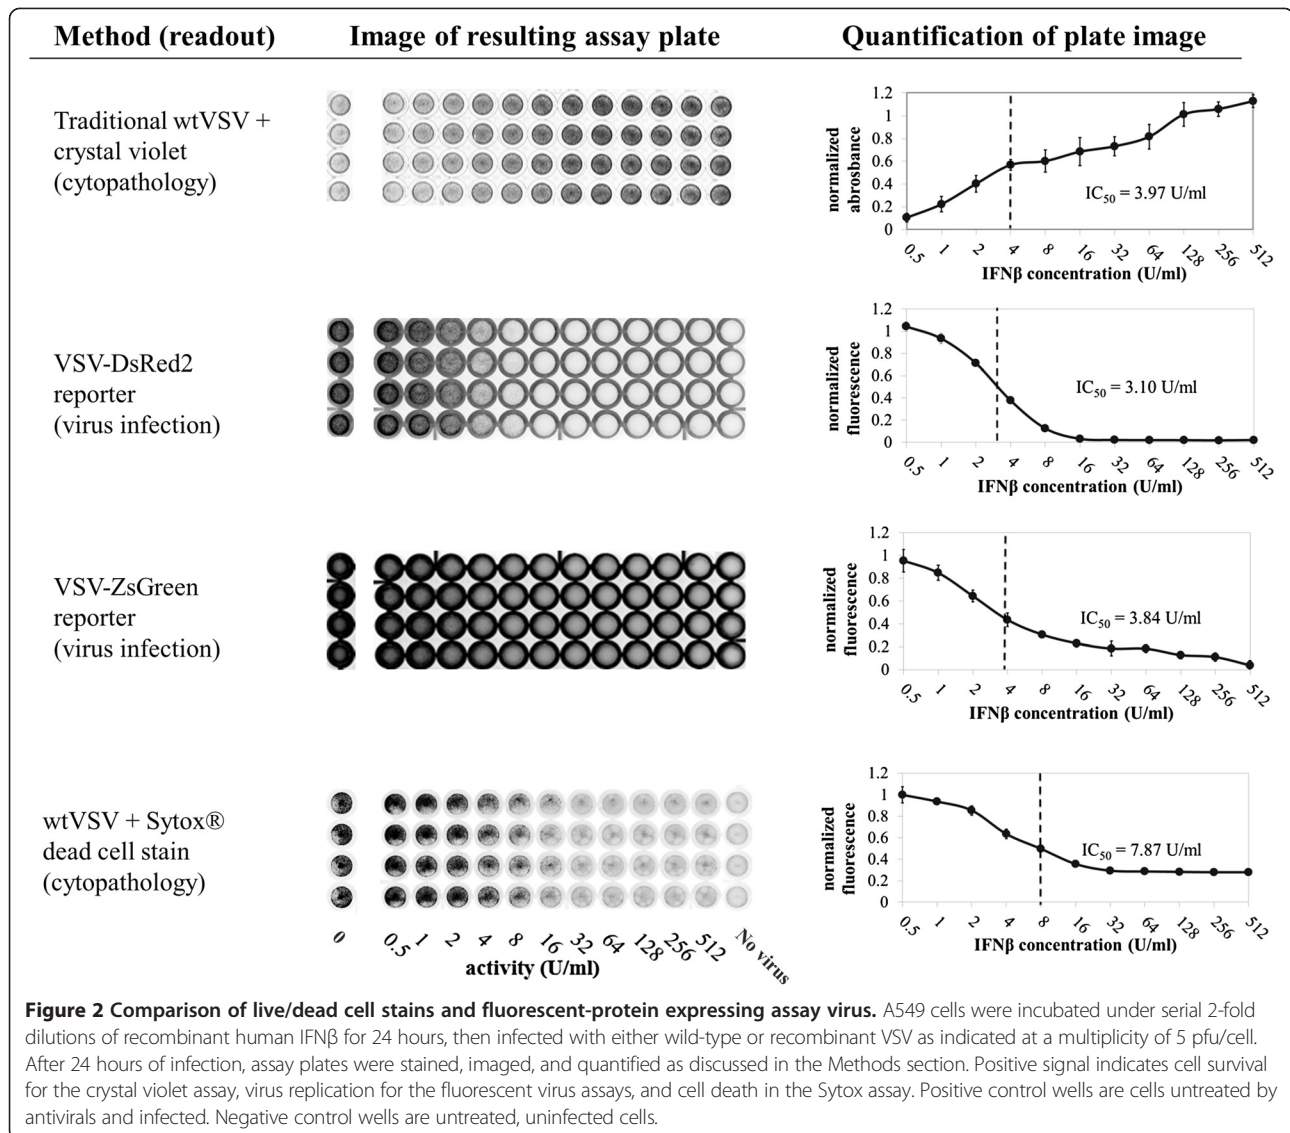 Method (readout) Image of resulting assay plate Quantification of plate image
Traditional wtVSV +
crystal violet
(cytopathology)
normalized
abrosbance
1.2
1
0.8
0.6
0.4
0.2
0
IC50 = 3.97 U/ml
0.5 1 2 4 8 16 32 64 128 256 512
IFNβ concentration (U/ml)
VSV-DsRed2
reporter
(virus infection)
normalized
fluorescence
1.2
1
0.8
0.6
0.4
0.2
0
IC50 = 3.10 U/ml
0.5 1 2 4 8 16 32 64 128 256 512
IFNβ concentration (U/ml)
VSV-ZsGreen
reporter
(virus infection)
normalized
fluorescence
1.2
1
0.8
0.6
0.4
0.2
0
IC50 = 3.84 U/ml
0.5 1 2 4 8 16 32 64 128 256 512
IFNβ concentration (U/ml)
wtVSV + Sytox®
dead cell stain
(cytopathology)
0 0.5 1 2 4 8 16 32 64 128 256 512 No virus
activity (U/ml)
normalized
fluorescence
1.2
1
0.8
0.6
0.4
0.2
0
IC50 = 7.87 U/ml
0.5 1 2 4 8 16 32 64 128 256 512
IFNβ concentration (U/ml)
Figure 2 Comparison of live/dead cell stains and fluorescent-protein expressing assay virus. A549 cells were incubated under serial 2-fold
dilutions of recombinant human IFNβ for 24 hours, then infected with either wild-type or recombinant VSV as indicated at a multiplicity of 5 pfu/cell.
After 24 hours of infection, assay plates were stained, imaged, and quantified as discussed in the Methods section. Positive signal indicates cell survival
for the crystal violet assay, virus replication for the fluorescent virus assays, and cell death in the Sytox assay. Positive control wells are cells untreated by
antivirals and infected. Negative control wells are untreated, uninfected cells.